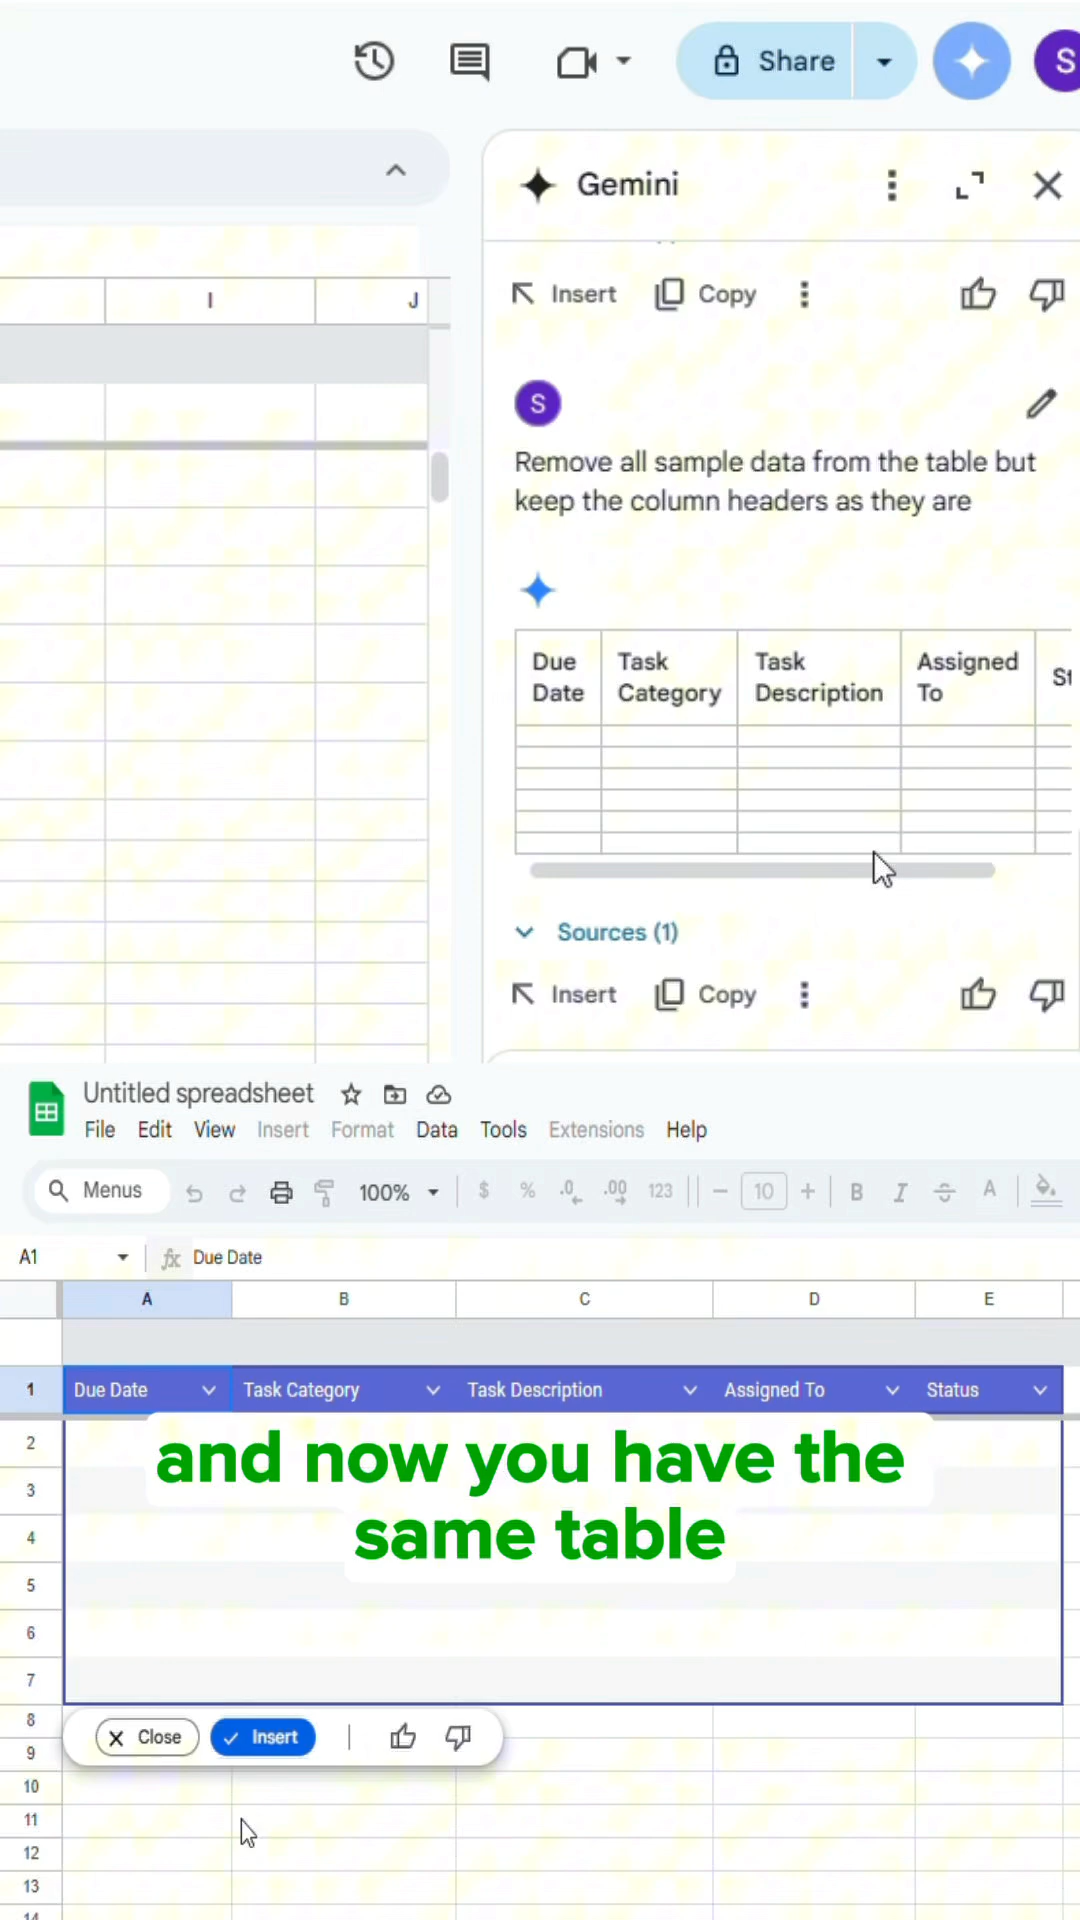 Share
S
Gemini
Insert
Copy
I
J
S
Remove all sample data from the table but
keep the column headers as they are
Due Date
Task Category
Task Description
Assigned To
St
Sources (1)
Insert
Copy
Untitled spreadsheet
File Edit View Insert Format Data Tools Extensions Help
Menus 100% $ % .0 .00 123 − 10 + B I S A
A1 fx Due Date
A B C D E
1 Due Date Task Category Task Description Assigned To Status
2
and now you have the
3
4
same table
5
6
7
8
Close Insert
9
10
11
12
13
14